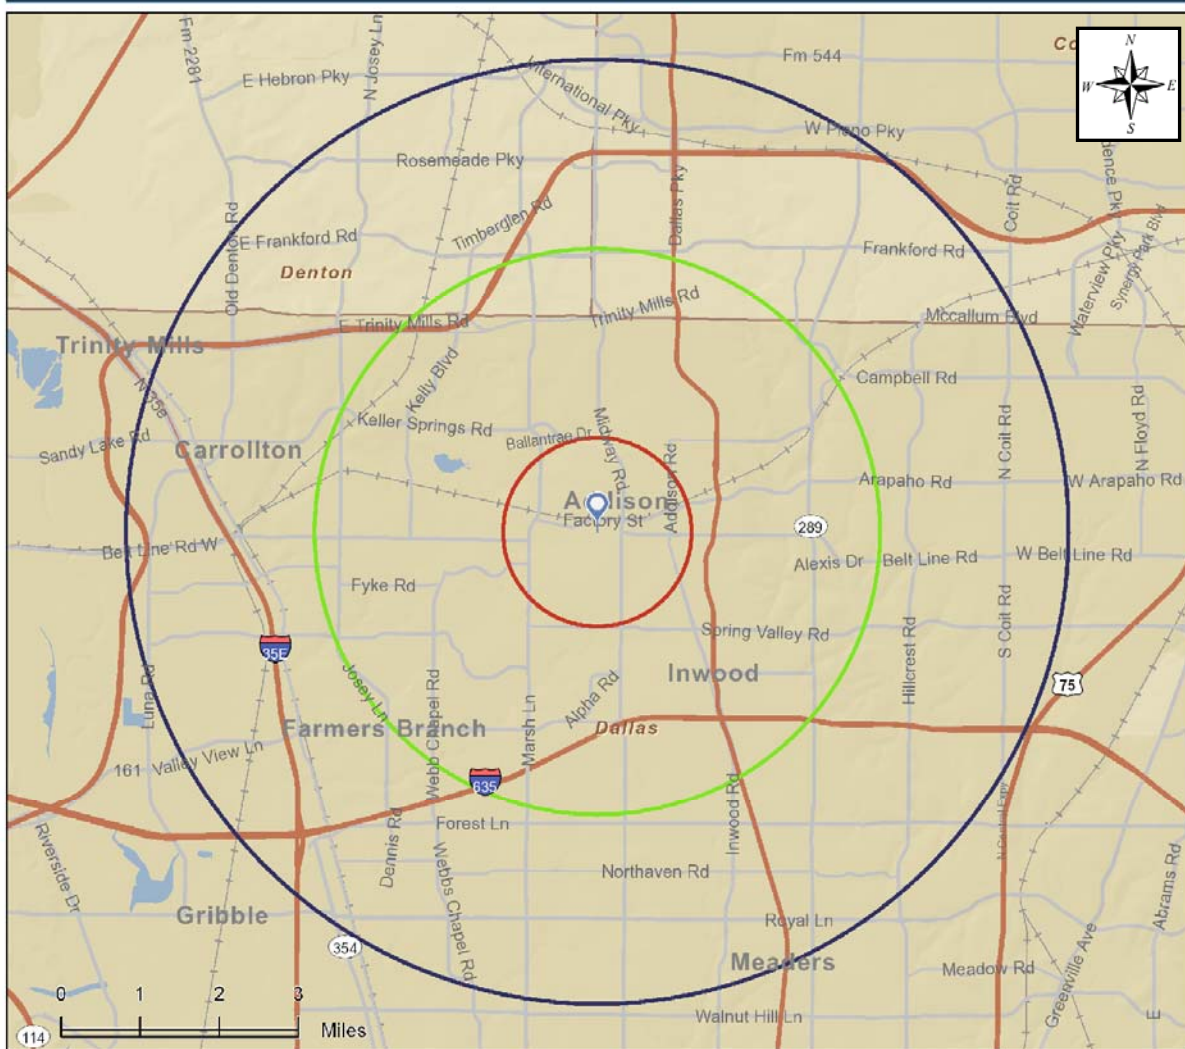 Fm 2281
N Josey Ln
E Hebron Pky
International Pky
Fm 544
N
W
E
S
W Plano Pky
Rosemeade Pky
Dallas Pky
Coit Rd
Old Denton Rd
E Frankford Rd
Timberglen Rd
Frankford Rd
Waterview Pky
Synergy Park Blvd
Denton
E Trinity Mills Rd
Trinity Mills Rd
Mccallum Blvd
Trinity Mills
N 35e
Kelly Blvd
Campbell Rd
Keller Springs Rd
Ballantrae Dr
Midway Rd
N Coit Rd
N Floyd Rd
Sandy Lake Rd
Carrollton
Addison Rd
Arapaho Rd
W Arapaho Rd
Addison
Factory St
289
Belt Line Rd W
Alexis Dr
Belt Line Rd
W Belt Line Rd
Fyke Rd
S Coit Rd
Spring Valley Rd
Hillcrest Rd
35E
Inwood
75
Luna Rd
Josey Ln
Webb Chapel Rd
Marsh Ln
Alpha Rd
Farmers Branch
Dallas
161
Valley View Ln
635
Inwood Rd
N Central Expy
Riverside Dr
Forest Ln
Dennis Rd
Webbs Chapel Rd
Northaven Rd
Abrams Rd
Gribble
Royal Ln
354
Meaders
Meadow Rd
Greenville Ave
0 1 2 3
Miles
Walnut Hill Ln
E
114